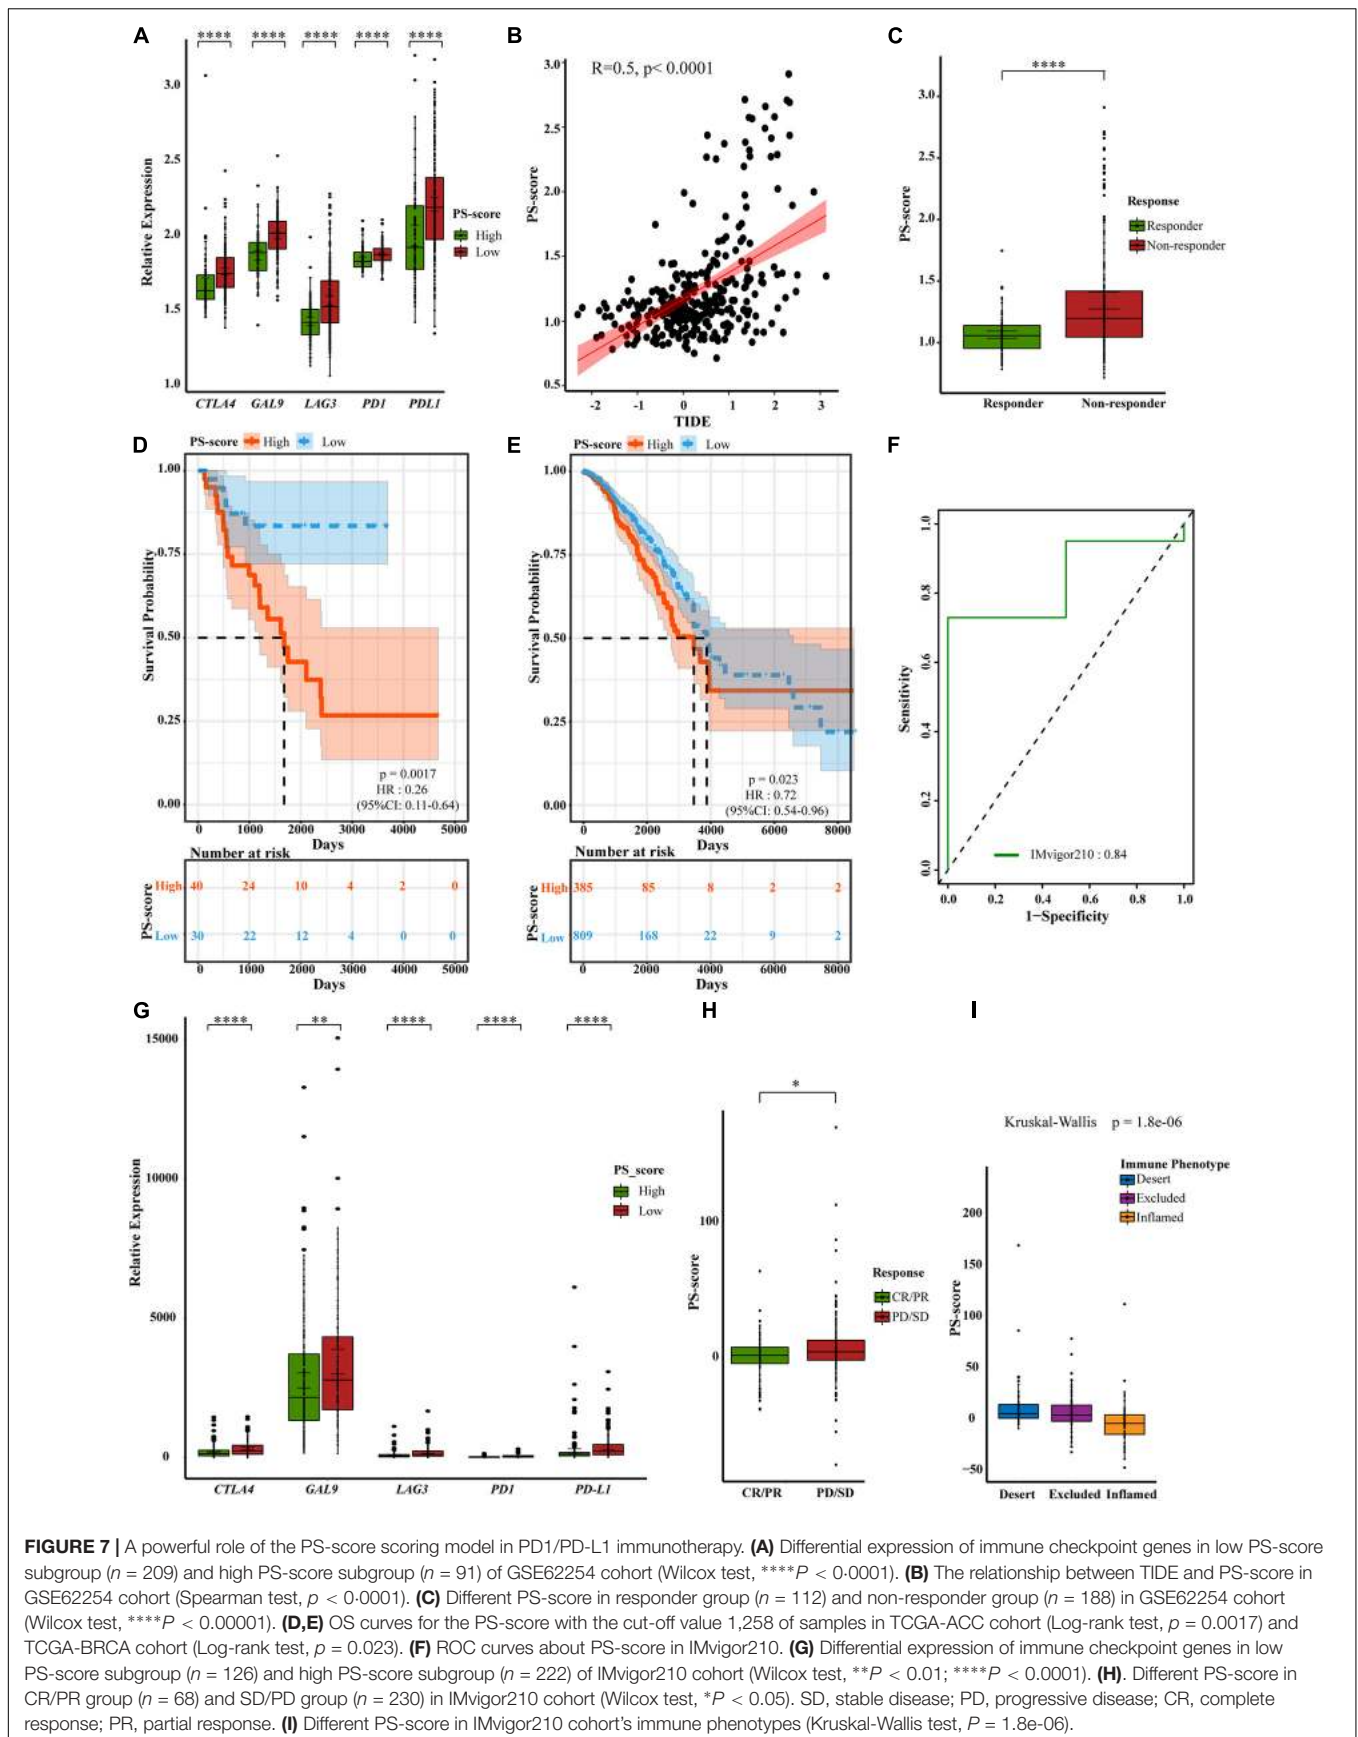 A
**** **** **** **** ****
Relative Expression
3.0
2.5
2.0
1.5
1.0
CTLA4 GAL9 LAG3 PD1 PDL1
PS-score
High
Low
B
R=0.5, p< 0.0001
PS-score
3.0
2.5
2.0
1.5
1.0
0.5
-2 -1 0 1 2 3
TIDE
C
****
PS-score
3.0
2.5
2.0
1.5
1.0
Responder Non-responder
Response
Responder
Non-responder
D
PS-score High Low
Survival Probability
1.00
0.75
0.50
0.25
0.00
p = 0.0017
HR : 0.26
(95%CI: 0.11-0.64)
0 1000 2000 3000 4000 5000
Days
Number at risk
PS-score
High 40 24 10 4 2 0
Low 30 22 12 4 0 0
0 1000 2000 3000 4000 5000
Days
E
PS-score High Low
Survival Probability
1.00
0.75
0.50
0.25
0.00
p = 0.023
HR : 0.72
(95%CI: 0.54-0.96)
0 2000 4000 6000 8000
Days
Number at risk
PS-score
High 385 85 8 2 2
Low 809 168 22 9 2
0 2000 4000 6000 8000
Days
F
Sensitivity
1.0
0.8
0.6
0.4
0.2
0.0
IMvigor210 : 0.84
0.0 0.2 0.4 0.6 0.8 1.0
1−Specificity
G
**** ** **** **** ****
Relative Expression
15000
10000
5000
0
CTLA4 GAL9 LAG3 PD1 PD-L1
PS_score
High
Low
H
*
PS-score
100
0
CR/PR PD/SD
Response
CR/PR
PD/SD
I
Kruskal-Wallis p = 1.8e-06
Immune Phenotype
Desert
Excluded
Inflamed
PS-score
200
150
100
50
0
−50
Desert Excluded Inflamed
FIGURE 7 | A powerful role of the PS-score scoring model in PD1/PD-L1 immunotherapy. (A) Differential expression of immune checkpoint genes in low PS-score
subgroup (n = 209) and high PS-score subgroup (n = 91) of GSE62254 cohort (Wilcox test, ****P < 0·0001). (B) The relationship between TIDE and PS-score in
GSE62254 cohort (Spearman test, p < 0·0001). (C) Different PS-score in responder group (n = 112) and non-responder group (n = 188) in GSE62254 cohort
(Wilcox test, ****P < 0.00001). (D,E) OS curves for the PS-score with the cut-off value 1,258 of samples in TCGA-ACC cohort (Log-rank test, p = 0.0017) and
TCGA-BRCA cohort (Log-rank test, p = 0.023). (F) ROC curves about PS-score in IMvigor210. (G) Differential expression of immune checkpoint genes in low
PS-score subgroup (n = 126) and high PS-score subgroup (n = 222) of IMvigor210 cohort (Wilcox test, **P < 0.01; ****P < 0.0001). (H). Different PS-score in
CR/PR group (n = 68) and SD/PD group (n = 230) in IMvigor210 cohort (Wilcox test, *P < 0.05). SD, stable disease; PD, progressive disease; CR, complete
response; PR, partial response. (I) Different PS-score in IMvigor210 cohort's immune phenotypes (Kruskal-Wallis test, P = 1.8e-06).